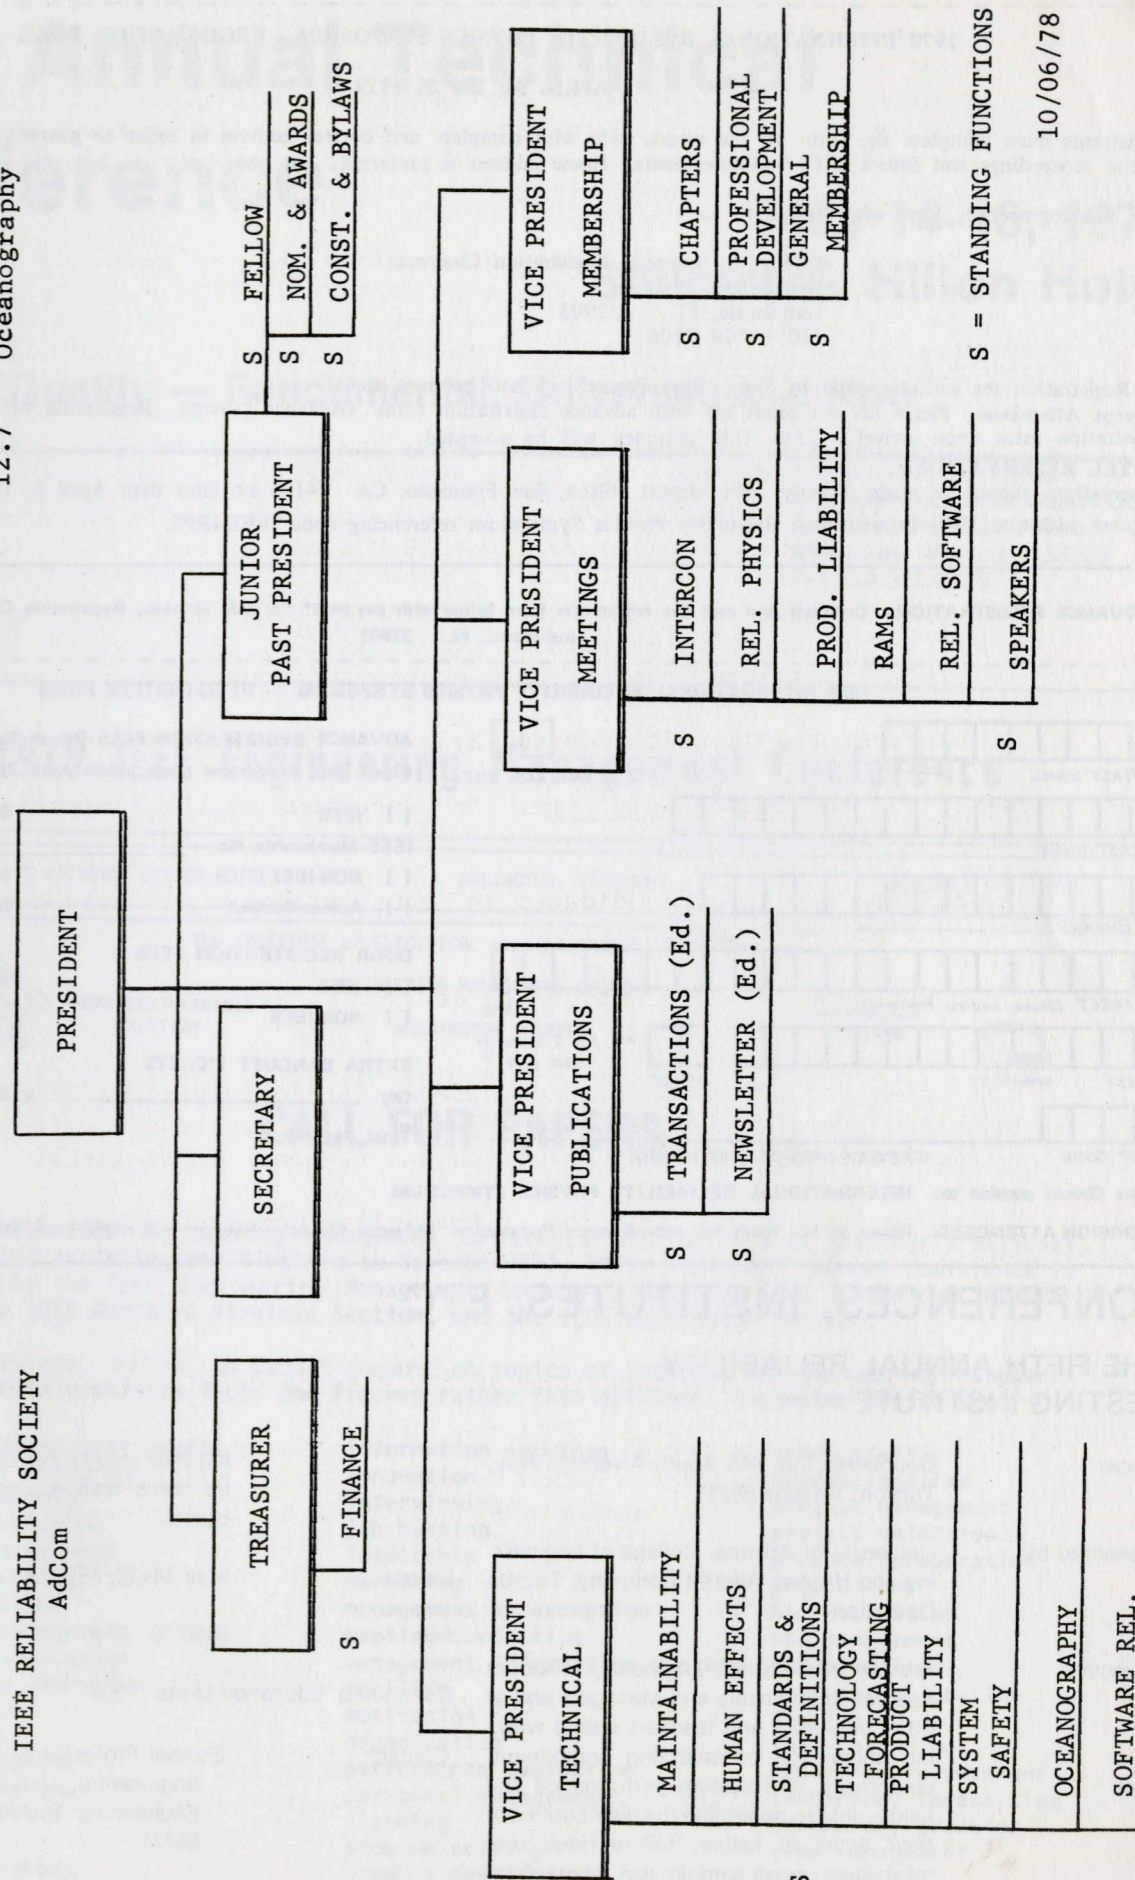 12.7 Oceanography
IEEE RELIABILITY SOCIETY
AdCom
PRESIDENT
TREASURER
S FINANCE
SECRETARY
JUNIOR
PAST PRESIDENT
S FELLOW
S NOM. & AWARDS
S CONST. & BYLAWS
VICE PRESIDENT
TECHNICAL
MAINTAINABILITY
HUMAN EFFECTS
STANDARDS &
DEFINITIONS
TECHNOLOGY
FORECASTING
PRODUCT
LIABILITY
SYSTEM
SAFETY
OCEANOGRAPHY
SOFTWARE REL.
VICE PRESIDENT
PUBLICATIONS
S TRANSACTIONS (Ed.)
S NEWSLETTER (Ed.)
VICE PRESIDENT
MEETINGS
S INTERCON
REL. PHYSICS
PROD. LIABILITY
RAMS
REL. SOFTWARE
S SPEAKERS
VICE PRESIDENT
MEMBERSHIP
S CHAPTERS
S PROFESSIONAL
DEVELOPMENT
S GENERAL
MEMBERSHIP
S = STANDING FUNCTIONS
10/06/78